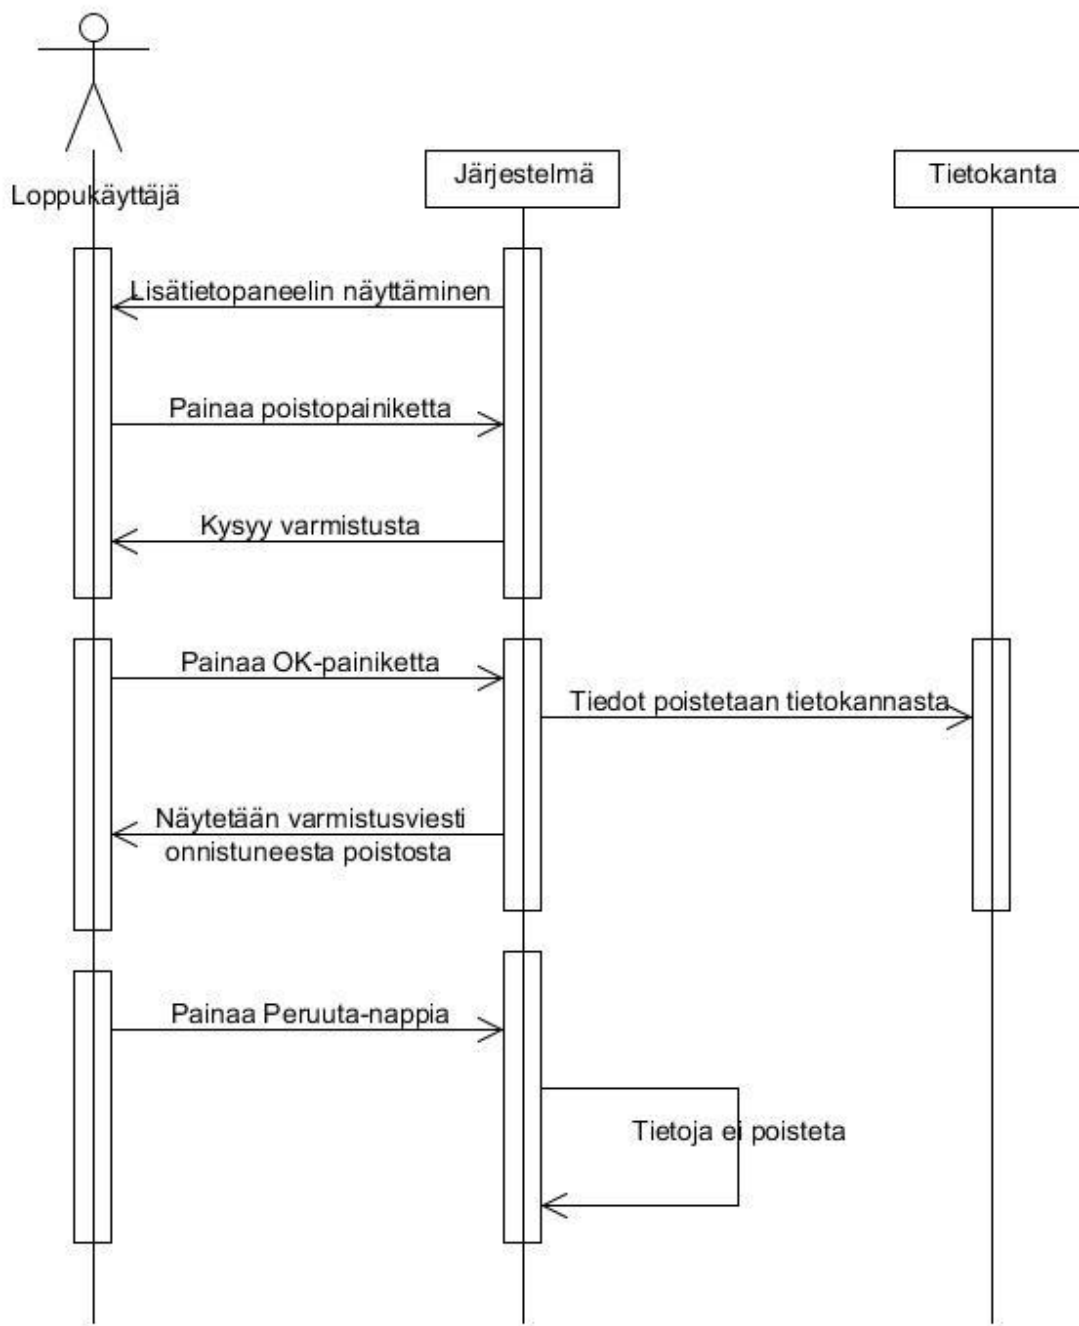 Loppukäyttäjä
Järjestelmä
Tietokanta
Lisätietopaneelin näyttäminen
Painaa poistopainiketta
Kysyy varmistusta
Painaa OK-painiketta
Tiedot poistetaan tietokannasta
Näytetään varmistusviesti
onnistuneesta poistosta
Painaa Peruuta-nappia
Tietoja ei poisteta